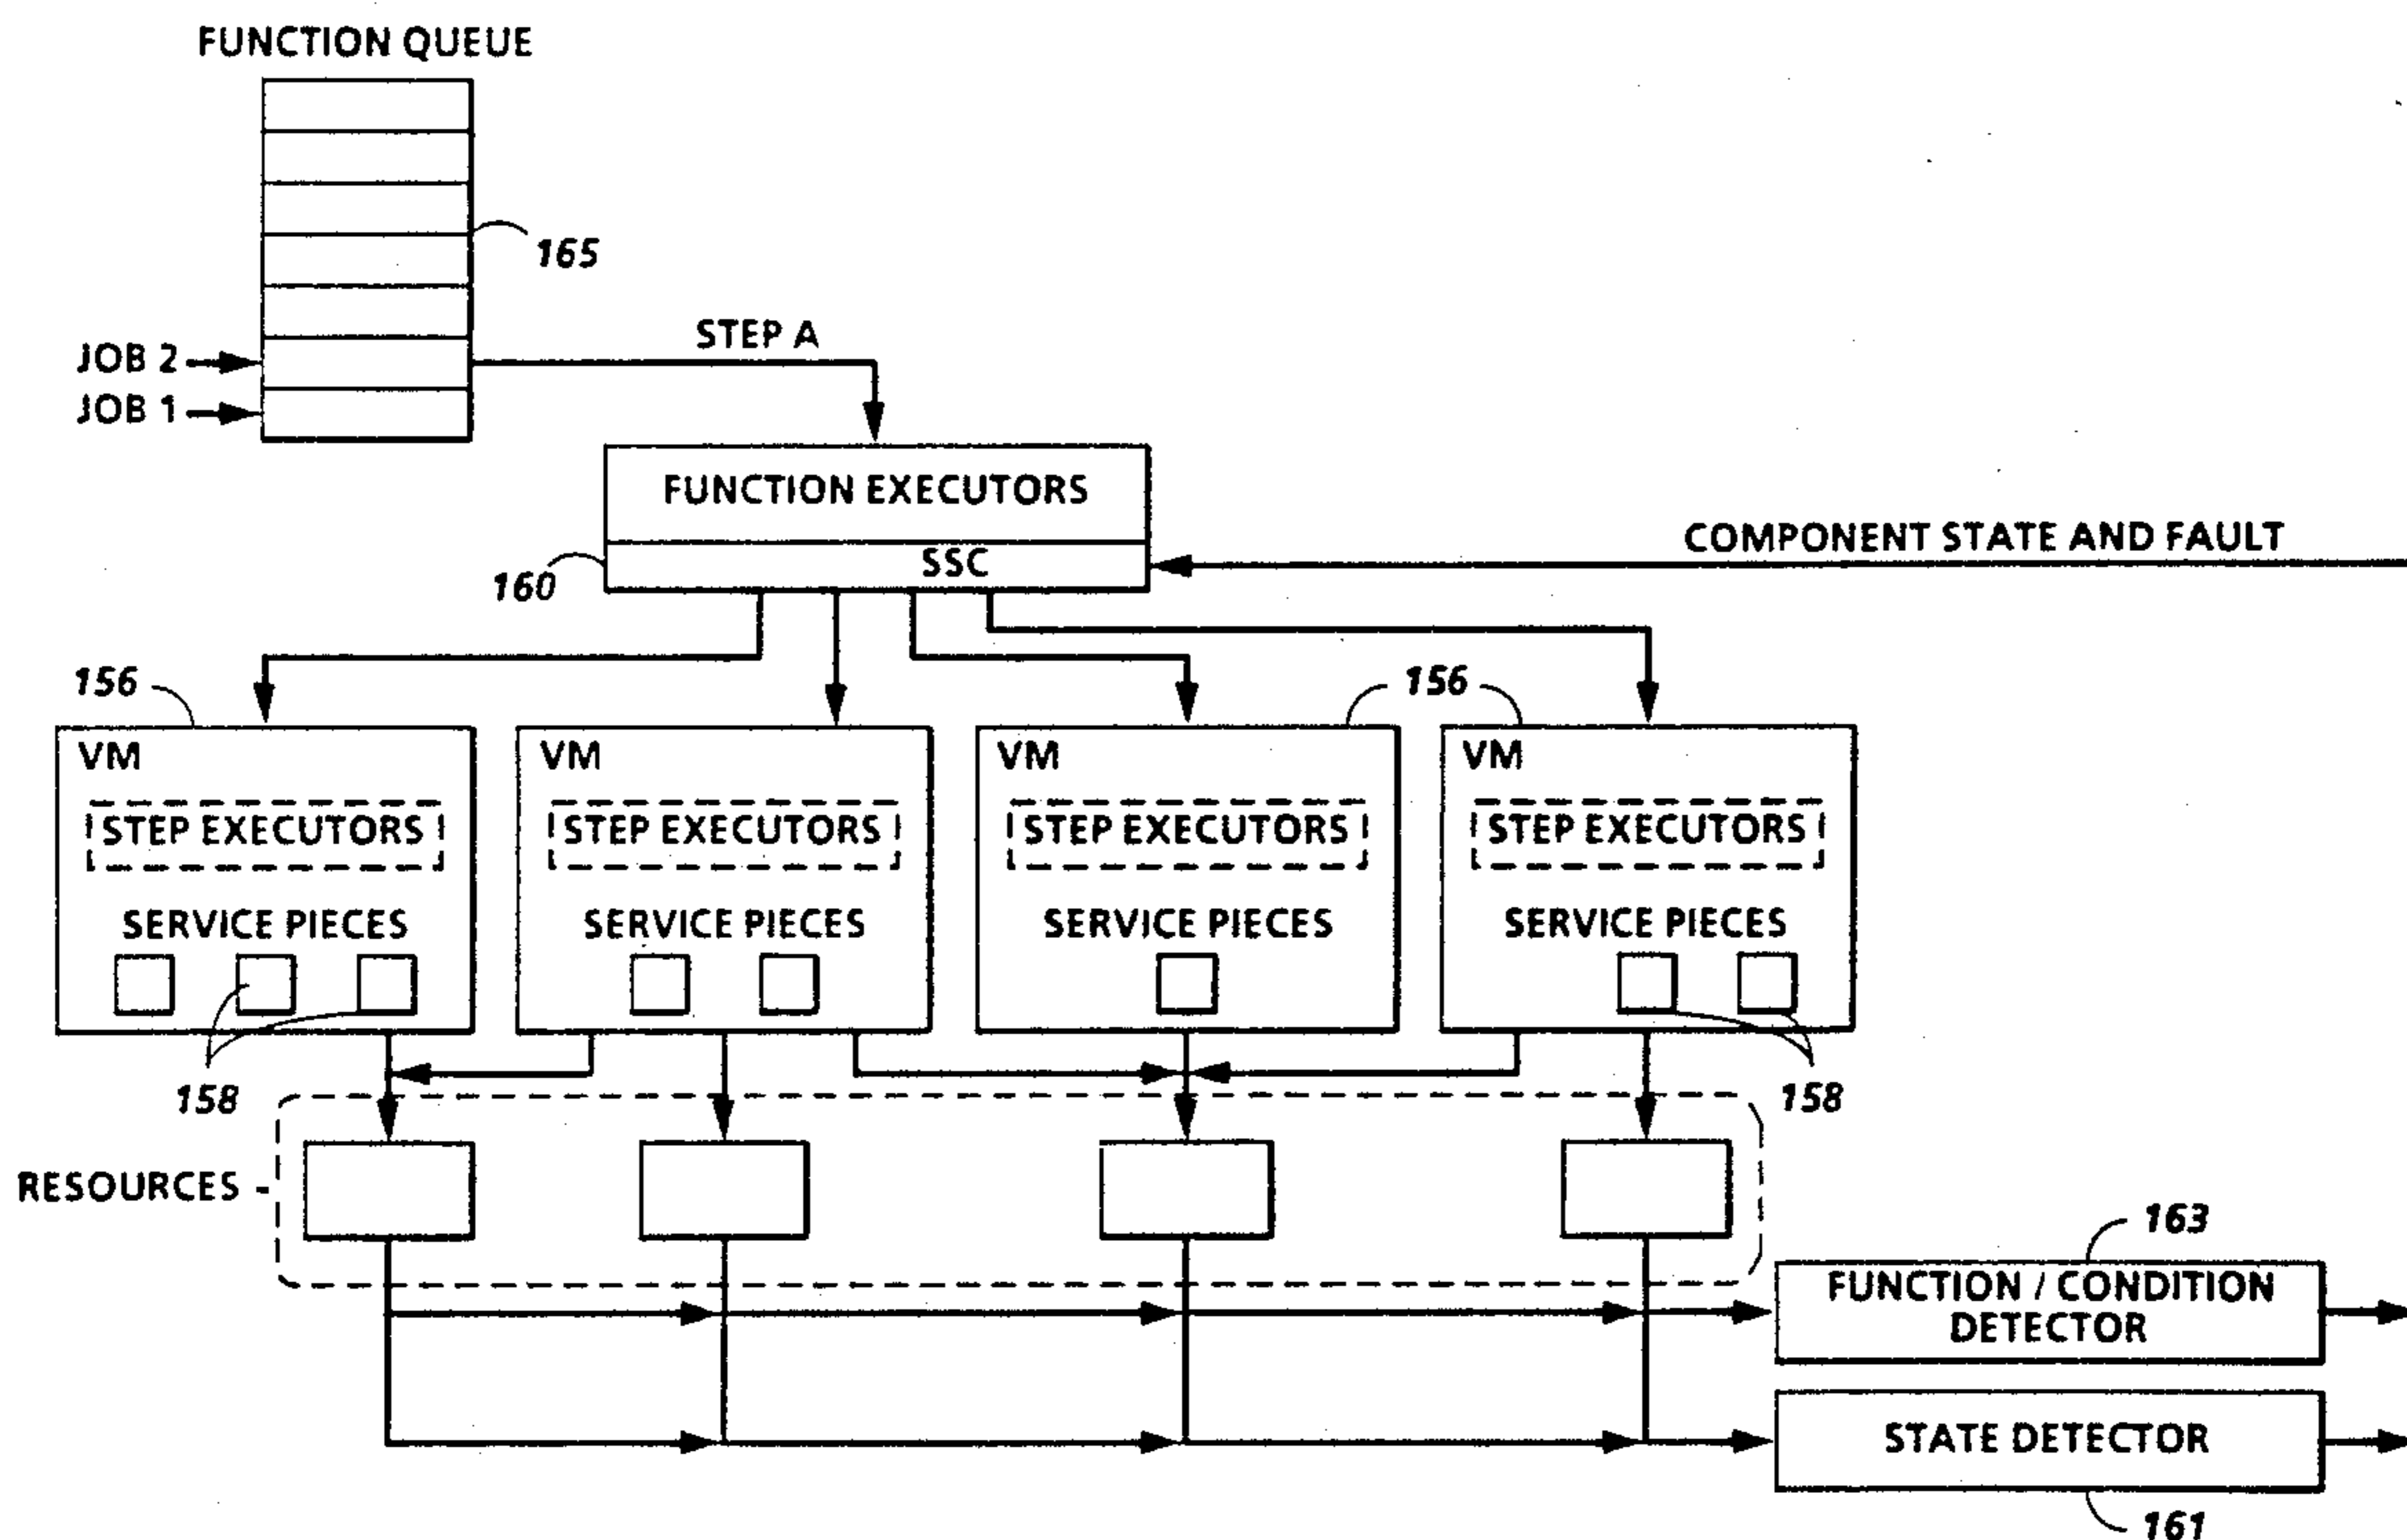 FUNCTION QUEUE
165
STEP A
JOB 2
JOB 1
FUNCTION EXECUTORS
SSC
160
COMPONENT STATE AND FAULT
156
156
VM
VM
VM
VM
STEP EXECUTORS
STEP EXECUTORS
STEP EXECUTORS
STEP EXECUTORS
SERVICE PIECES
SERVICE PIECES
SERVICE PIECES
SERVICE PIECES
158
158
RESOURCES
163
FUNCTION / CONDITION
DETECTOR
STATE DETECTOR
161